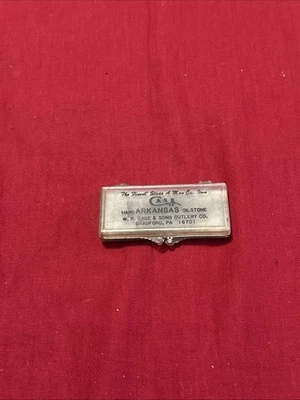 The Finest Stone A Man Can Own
CASE
HARD ARKANSAS OILSTONE
W. R. CASE & SONS CUTLERY CO.
BRADFORD, PA 16701